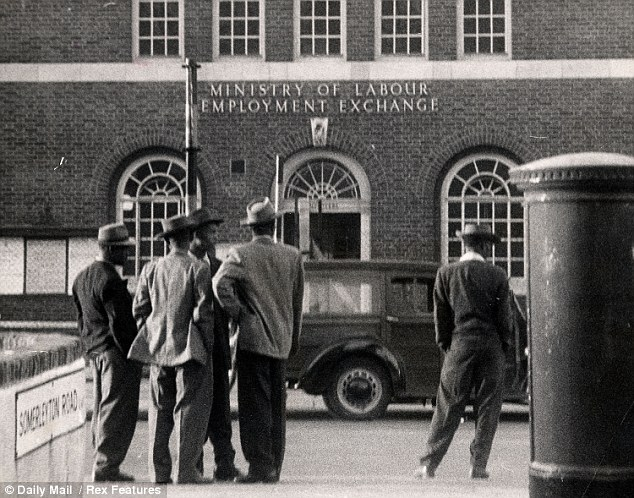 MINISTRY OF LABOUR
EMPLOYMENT EXCHANGE
SOMERLEYTON ROAD
© Daily Mail / Rex Features